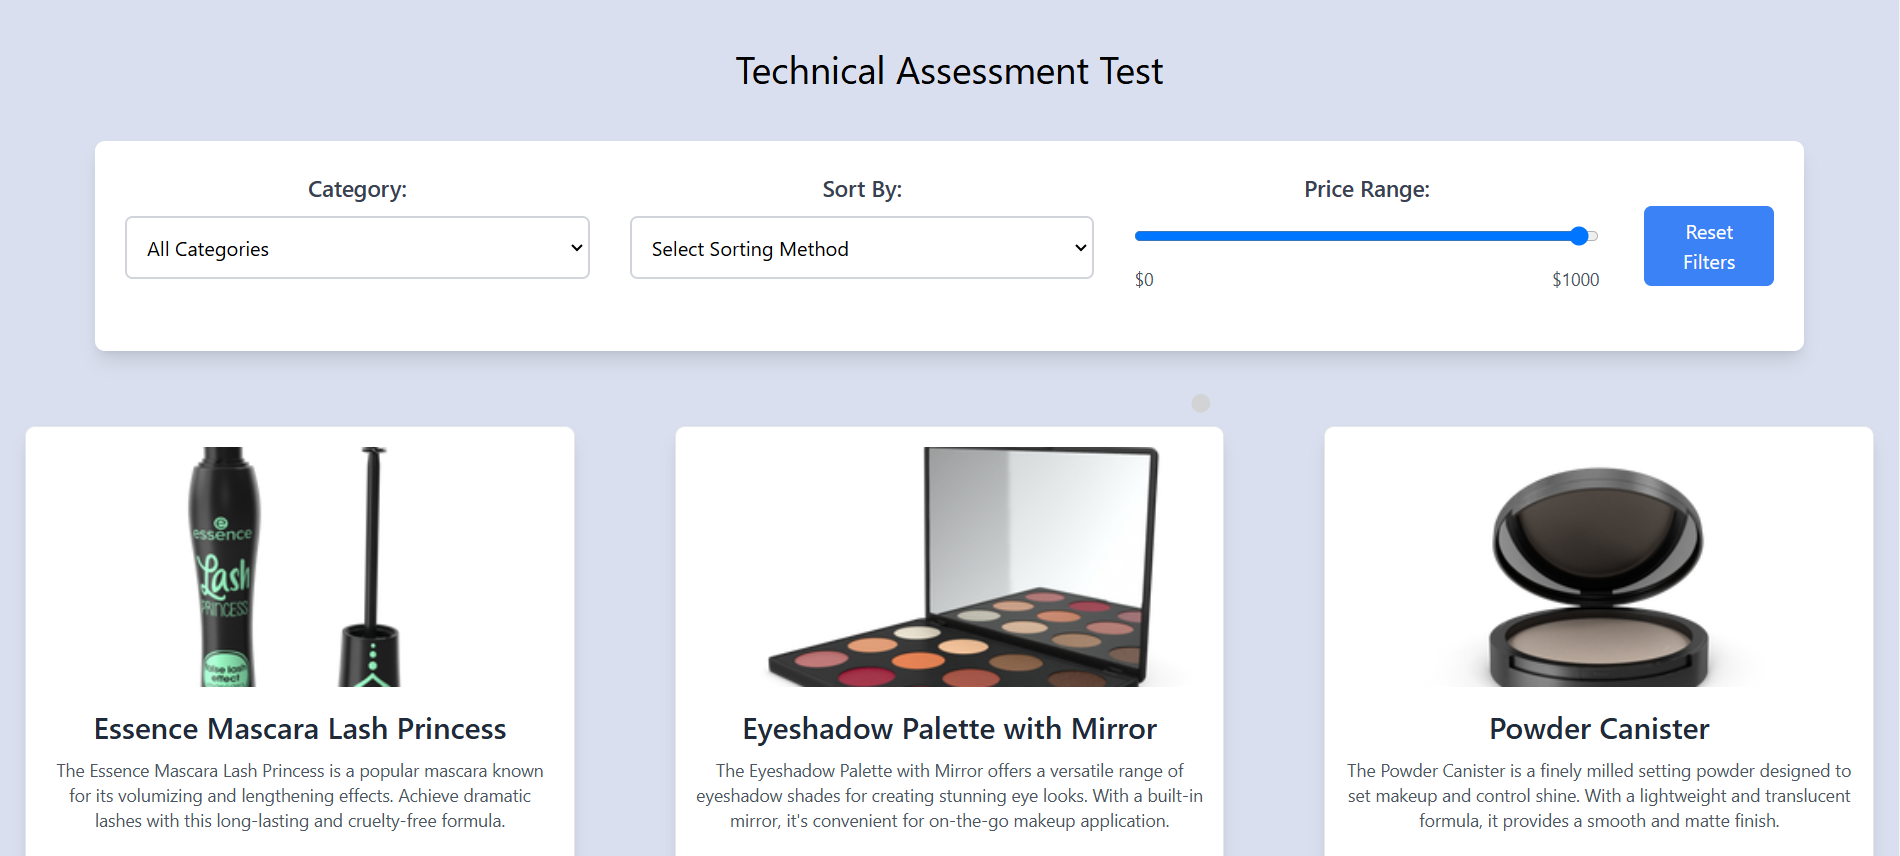 Technical Assessment Test
Category:
Sort By:
Price Range:
All Categories
Select Sorting Method
$0
$1000
Reset
Filters
essence
Lash
PRINCESS
false lash
effect
Essence Mascara Lash Princess
The Essence Mascara Lash Princess is a popular mascara known
for its volumizing and lengthening effects. Achieve dramatic
lashes with this long-lasting and cruelty-free formula.
Eyeshadow Palette with Mirror
The Eyeshadow Palette with Mirror offers a versatile range of
eyeshadow shades for creating stunning eye looks. With a built-in
mirror, it's convenient for on-the-go makeup application.
Powder Canister
The Powder Canister is a finely milled setting powder designed to
set makeup and control shine. With a lightweight and translucent
formula, it provides a smooth and matte finish.